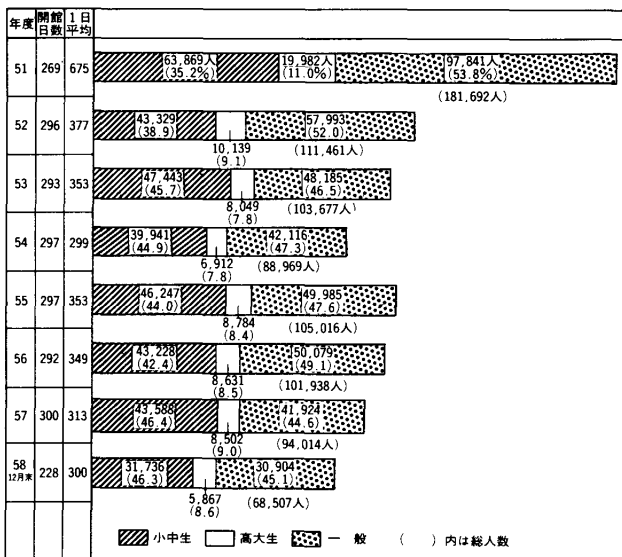 年度 開館日数 1日平均
51 269 675
63,869人 19,982人 97,841人
(35.2%) (11.0%) (53.8%)
(181,692人)
52 296 377
43,329 57,993
(38.9) (52.0)
10,139 (111,461人)
(9.1)
53 293 353
47,443 48,185
(45.7) (46.5)
8,049 (103,677人)
(7.8)
54 297 299
39,941 42,116
(44.9) (47.3)
6,912 (88,969人)
(7.8)
55 297 353
46,247 49,985
(44.0) (47.6)
8,784 (105,016人)
(8.4)
56 292 349
43,228 50,079
(42.4) (49.1)
8,631 (101,938人)
(8.5)
57 300 313
43,588 41,924
(46.4) (44.6)
8,502 (94,014人)
(9.0)
58 228 300
12月末
31,736 30,904
(46.3) (45.1)
5,867 (68,507人)
(8.6)
小中生 高大生 一般 ( )内は総人数